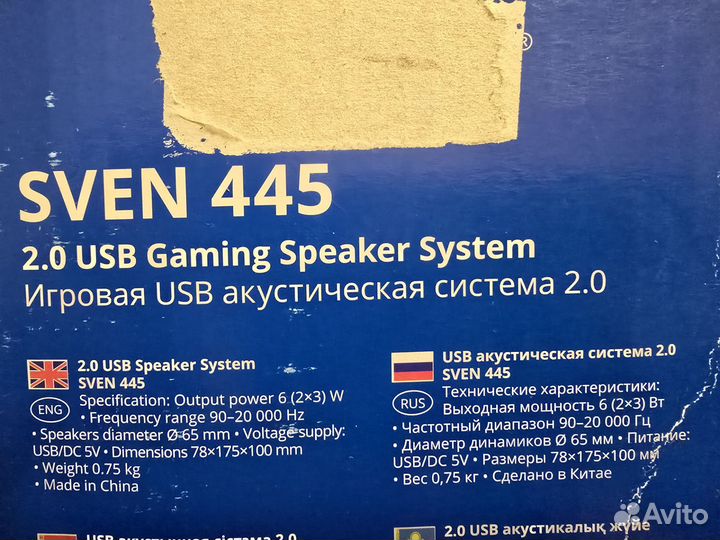 ®
SVEN 445
2.0 USB Gaming Speaker System
Игровая USB акустическая система 2.0
2.0 USB Speaker System
SVEN 445
ENG
Specification: Output power 6 (2×3) W
• Frequency range 90–20 000 Hz
• Speakers diameter Ø 65 mm • Voltage supply:
USB/DC 5V • Dimensions 78×175×100 mm
• Weight 0.75 kg
• Made in China
USB акустическая система 2.0
SVEN 445
RUS
Технические характеристики:
Выходная мощность 6 (2×3) Вт
• Частотный диапазон 90–20 000 Гц
• Диаметр динамиков Ø 65 мм • Питание:
USB/DC 5V • Размеры 78×175×100 мм
• Вес 0,75 кг • Сделано в Китае
USB акустычная сістэма 2.0
2.0 USB акустикалық жүйе
Avito